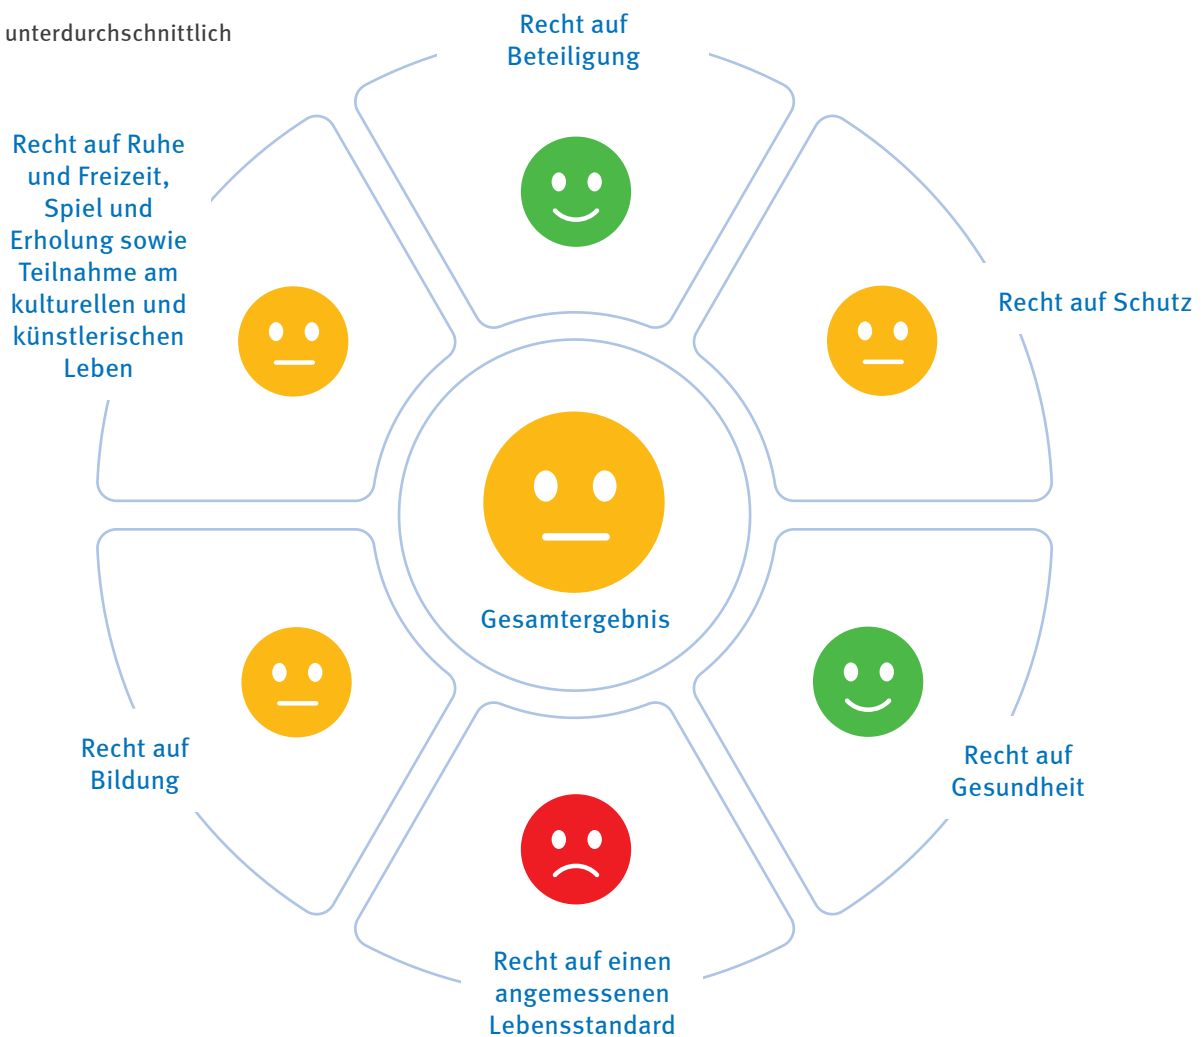 unterdurchschnittlich
Recht auf
Beteiligung
Recht auf Ruhe
und Freizeit,
Spiel und
Erholung sowie
Teilnahme am
kulturellen und
künstlerischen
Leben
Recht auf Schutz
Gesamtergebnis
Recht auf
Bildung
Recht auf
Gesundheit
Recht auf einen
angemessenen
Lebensstandard